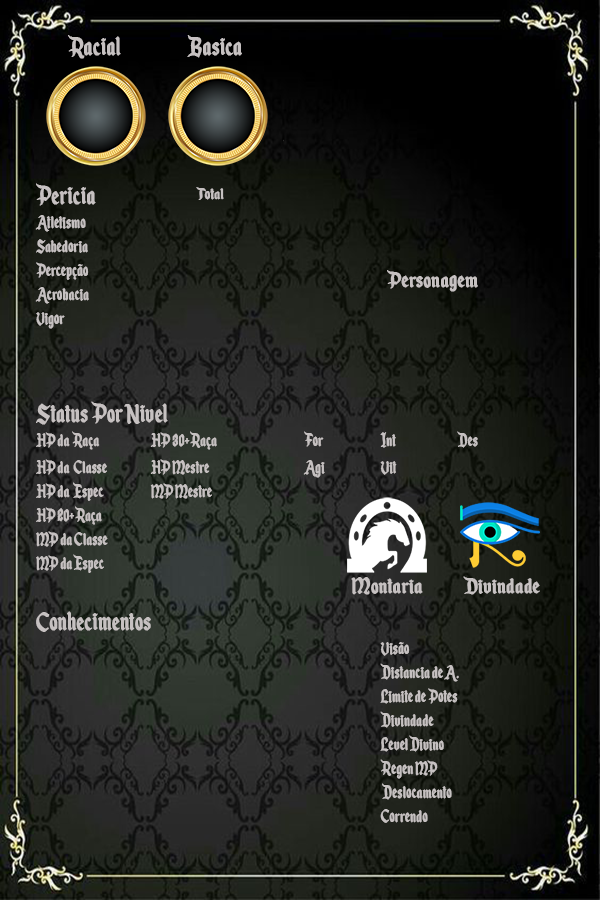 Racial Basica
Pericia Total
Atletismo
Sabedoria
Percepção
Acrobacia
Vigor
Personagem
Status Por Nivel
HP da Raça HP 80+Raça For Int Des
HP da Classe HP Mestre Agi Vit
HP da Espec MP Mestre
HP 20+Raça
MP da Classe
MP da Espec
Montaria Divindade
Conhecimentos
Visão
Distancia de A.
Limite de Potes
Divindade
Level Divino
Regen MP
Deslocamento
Correndo